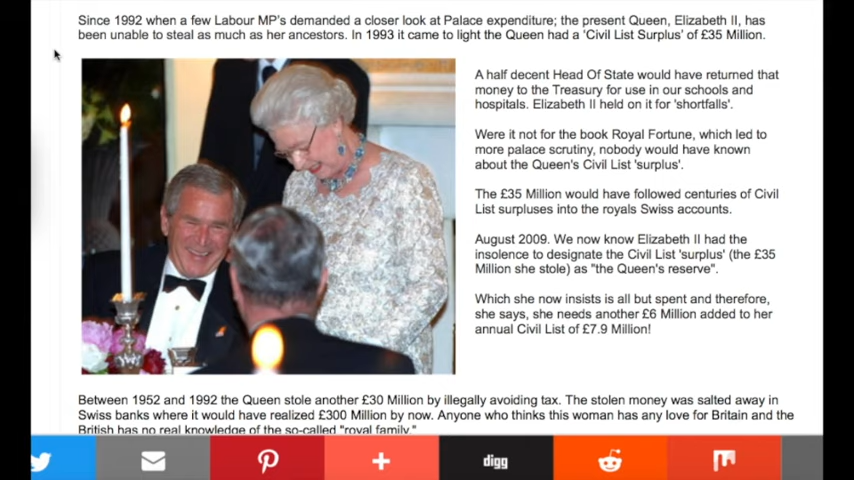 Since 1992 when a few Labour MP's demanded a closer look at Palace expenditure; the present Queen, Elizabeth II, has
been unable to steal as much as her ancestors. In 1993 it came to light the Queen had a 'Civil List Surplus' of £35 Million.
A half decent Head Of State would have returned that
money to the Treasury for use in our schools and
hospitals. Elizabeth II held on it for 'shortfalls'.
Were it not for the book Royal Fortune, which led to
more palace scrutiny, nobody would have known
about the Queen's Civil List 'surplus'.
The £35 Million would have followed centuries of Civil
List surpluses into the royals Swiss accounts.
August 2009. We now know Elizabeth II had the
insolence to designate the Civil List 'surplus' (the £35
Million she stole) as "the Queen's reserve".
Which she now insists is all but spent and therefore,
she says, she needs another £6 Million added to her
annual Civil List of £7.9 Million!
Between 1952 and 1992 the Queen stole another £30 Million by illegally avoiding tax. The stolen money was salted away in
Swiss banks where it would have realized £300 Million by now. Anyone who thinks this woman has any love for Britain and the
British has no real knowledge of the so-called "royal family."
digg